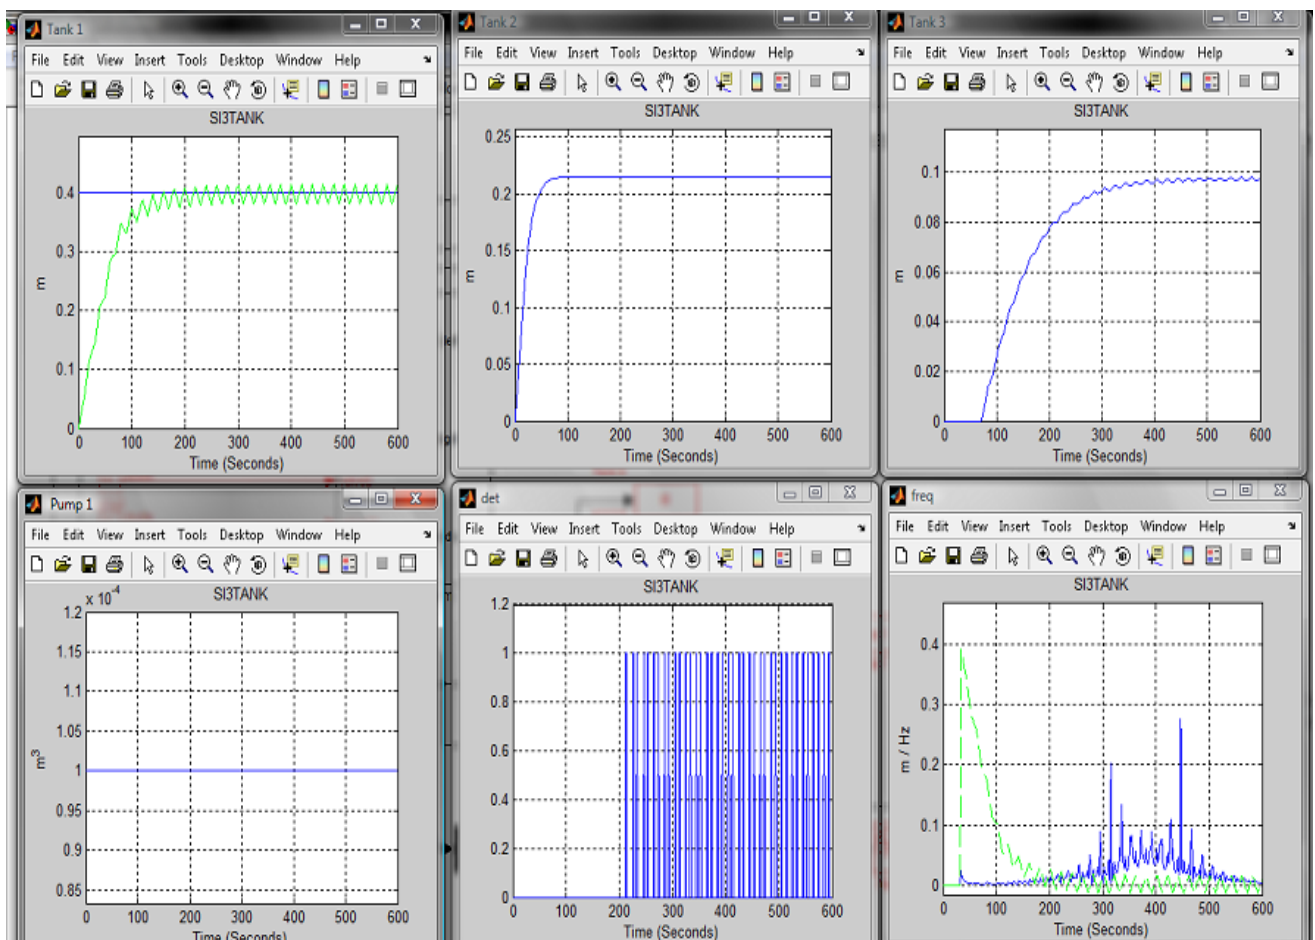 Tank 1
File Edit View Insert Tools Desktop Window Help
SI3TANK
0.4
0.3
0.2
0.1
0
m
0 100 200 300 400 500 600
Time (Seconds)
Tank 2
File Edit View Insert Tools Desktop Window Help
SI3TANK
0.25
0.2
0.15
0.1
0.05
0
m
0 100 200 300 400 500 600
Time (Seconds)
Tank 3
File Edit View Insert Tools Desktop Window Help
SI3TANK
0.1
0.08
0.06
0.04
0.02
0
m
0 100 200 300 400 500 600
Time (Seconds)
Pump 1
File Edit View Insert Tools Desktop Window Help
x 10-4
SI3TANK
1.2
1.15
1.1
1.05
1
0.95
0.9
0.85
m3
0 100 200 300 400 500 600
Time (Seconds)
det
File Edit View Insert Tools Desktop Window Help
SI3TANK
1.2
1
0.8
0.6
0.4
0.2
0
0 100 200 300 400 500 600
Time (Seconds)
freq
File Edit View Insert Tools Desktop Window Help
SI3TANK
0.4
0.3
0.2
0.1
0
m / Hz
0 100 200 300 400 500 600
Time (Seconds)